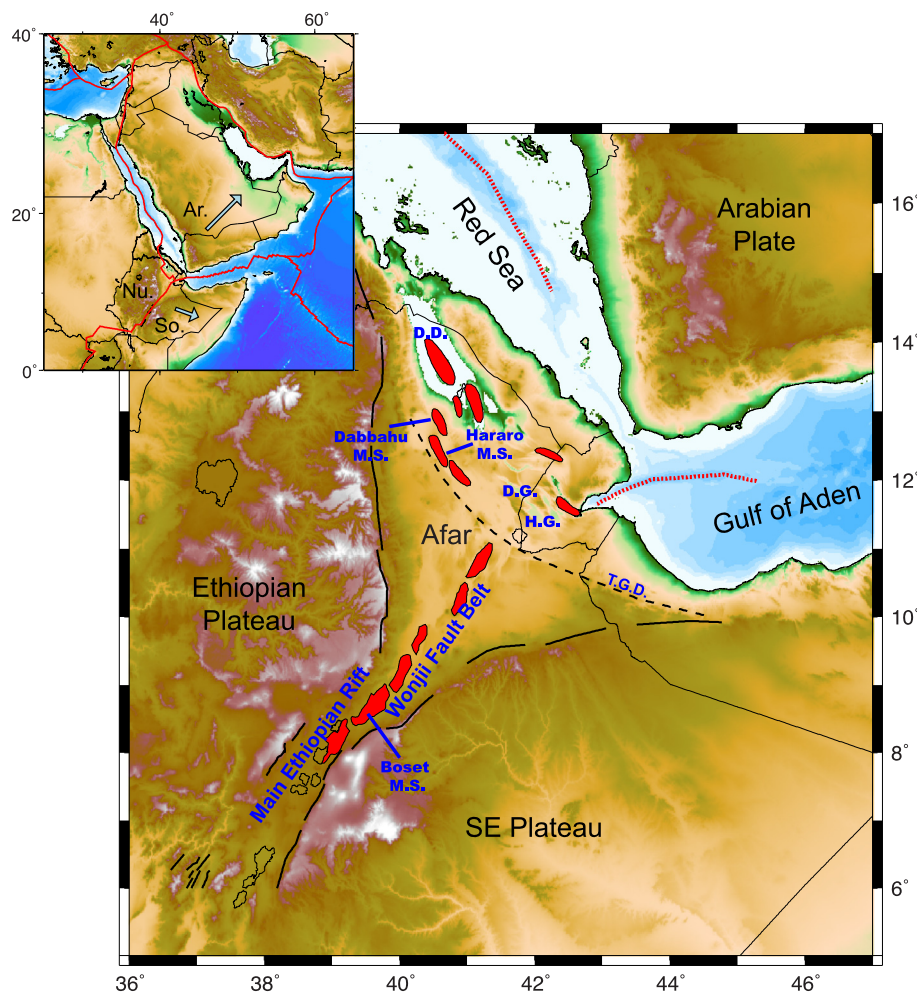 40°
60°
40°
20°
0°
Ar.
Nu.
So.
Red Sea
Arabian
Plate
16°
14°
12°
10°
8°
6°
D.D.
Dabbahu
M.S.
Hararo
M.S.
D.G.
H.G.
Gulf of Aden
Afar
T.G.D.
Ethiopian
Plateau
Wonjii Fault Belt
Main Ethiopian Rift
Boset
M.S.
SE Plateau
36°
38°
40°
42°
44°
46°